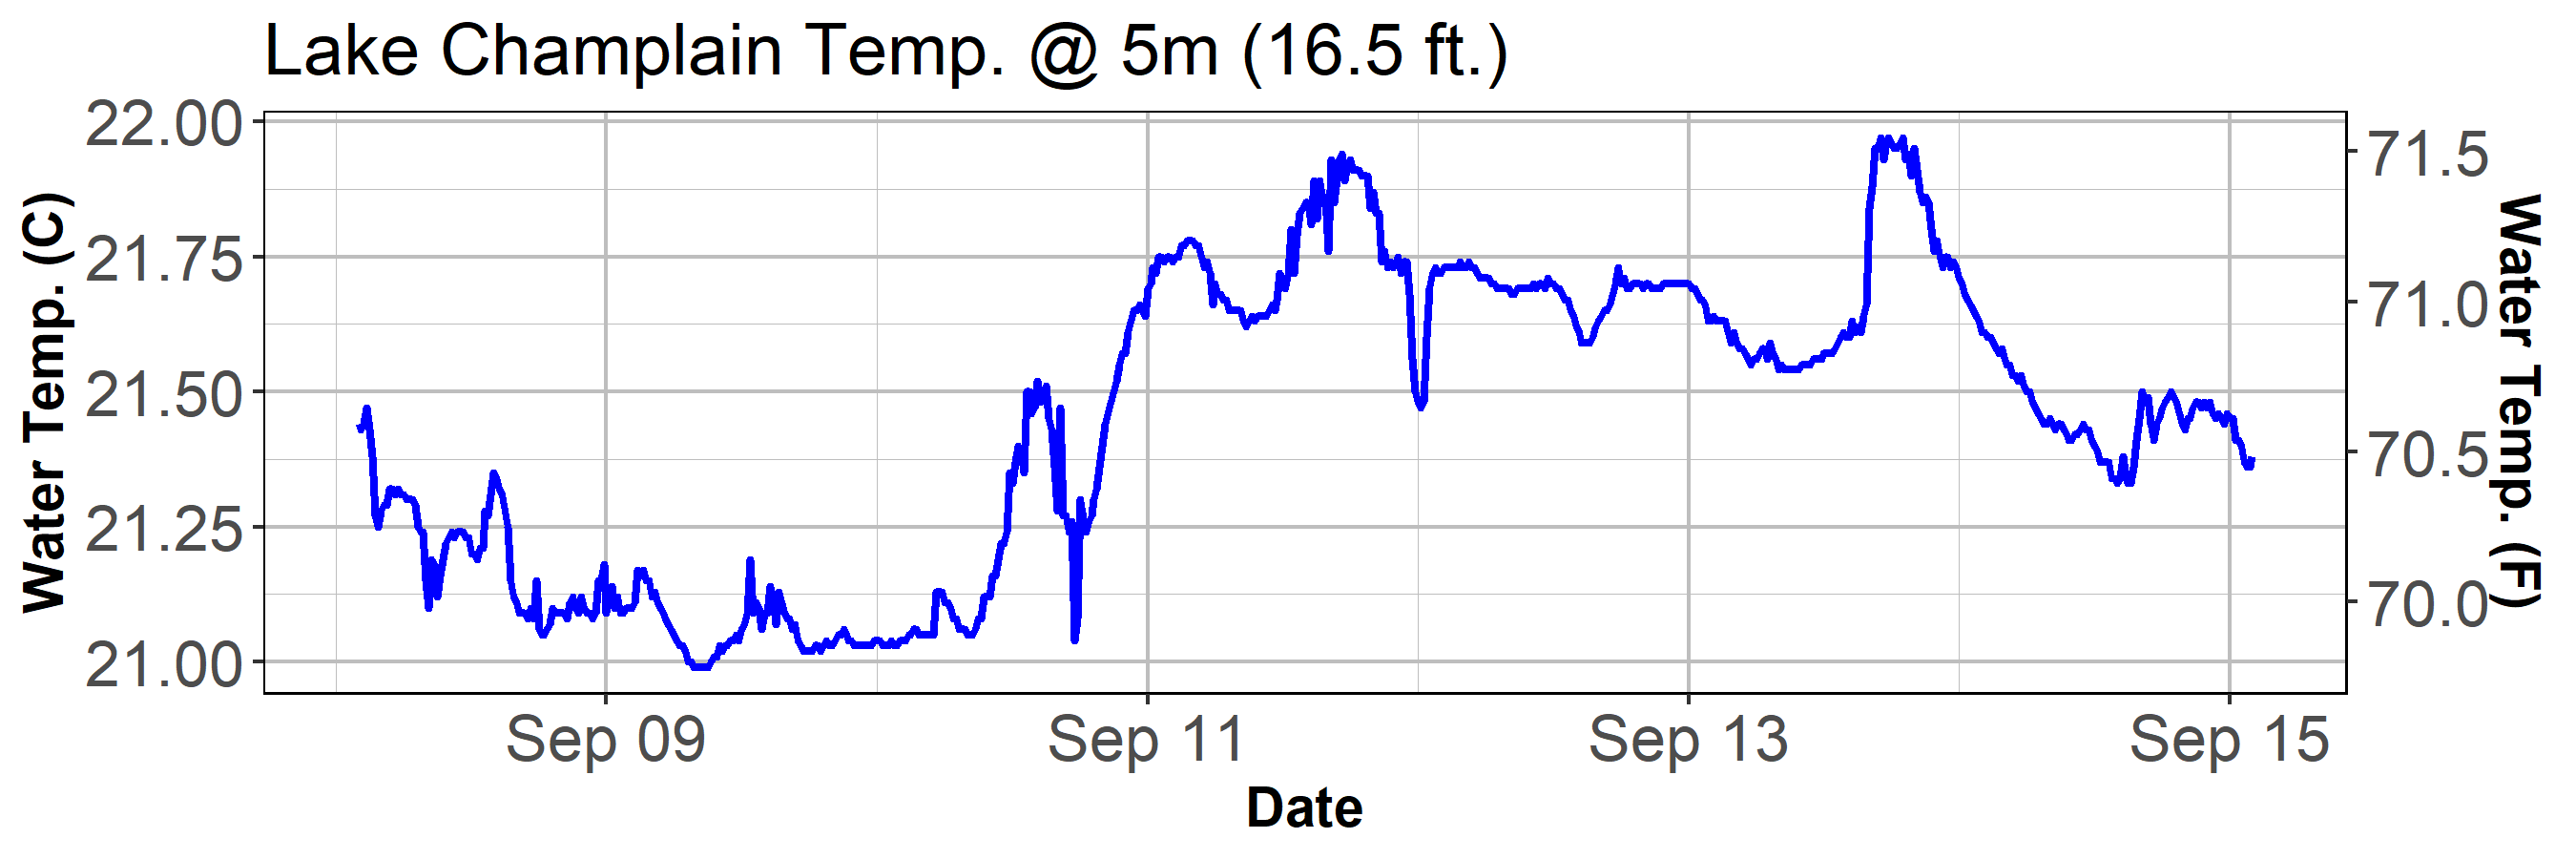 Lake Champlain Temp. @ 5m (16.5 ft.)
22.00
21.75
21.50
21.25
21.00
Water Temp. (C)
71.5
71.0
70.5
70.0
Water Temp. (F)
Sep 09
Sep 11
Sep 13
Sep 15
Date